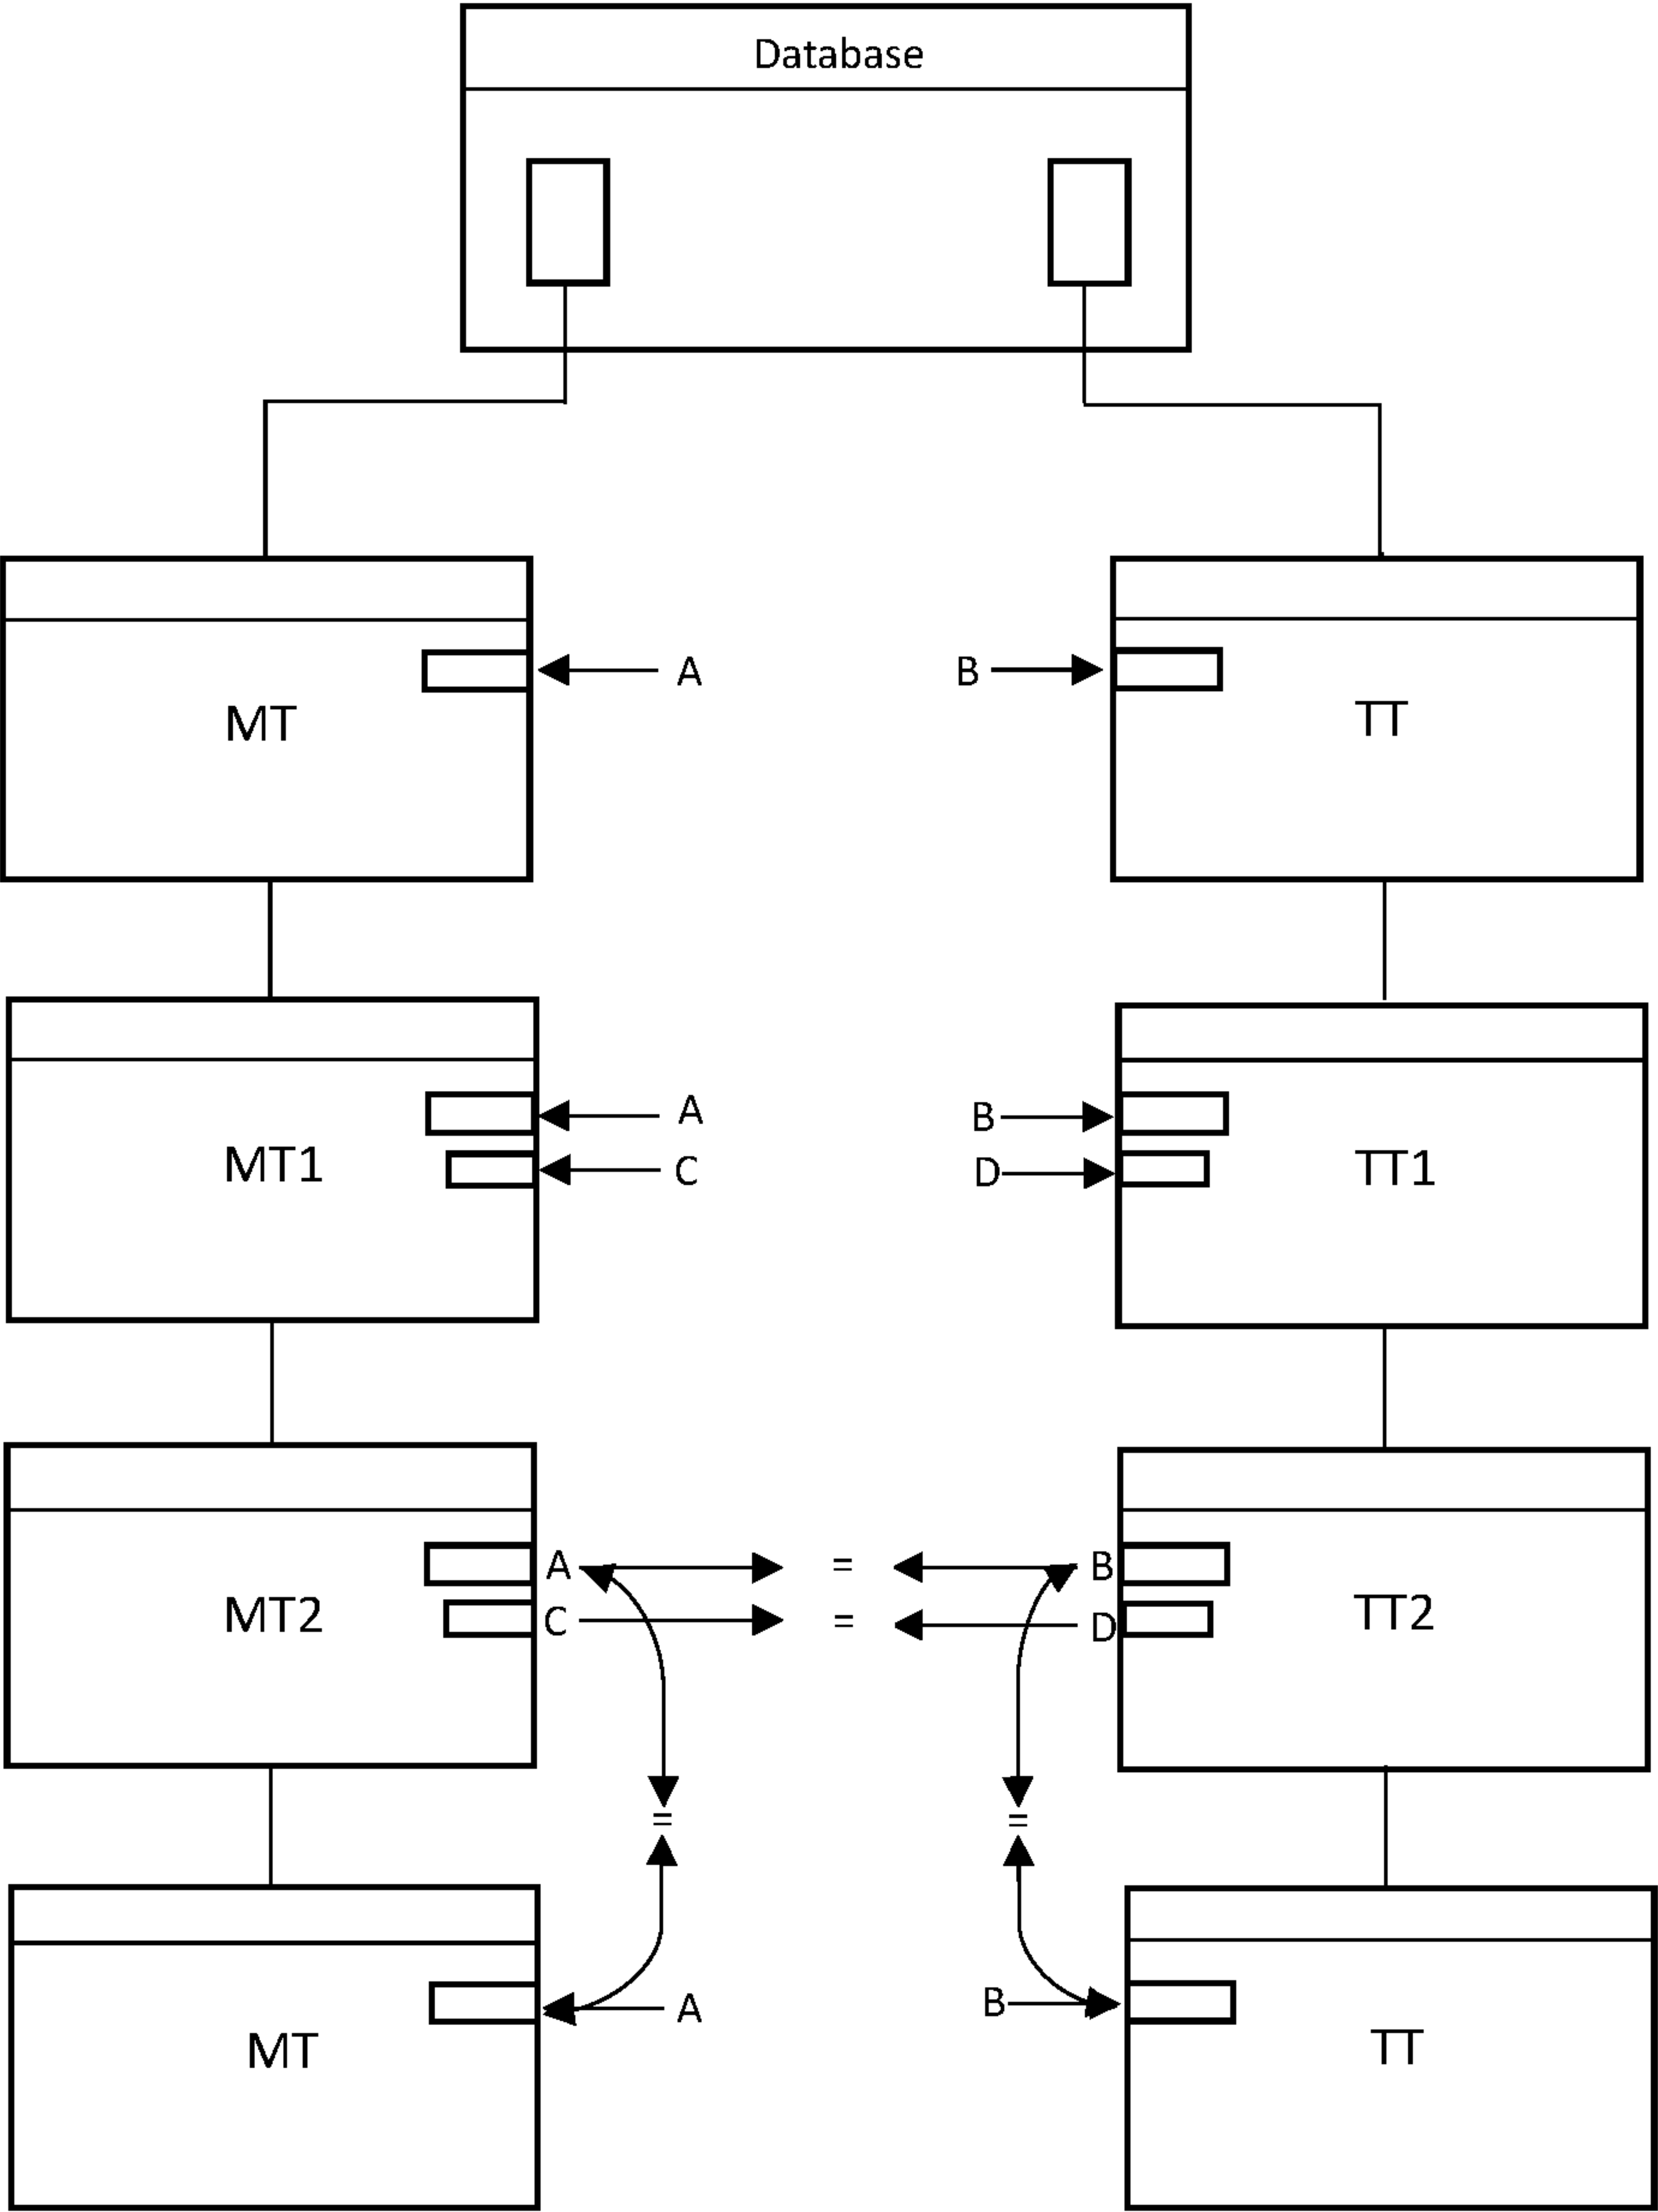 Database
A B
MT TT
A B
MT1 C D TT1
A = B
MT2 C = D TT2
= =
A B
MT TT